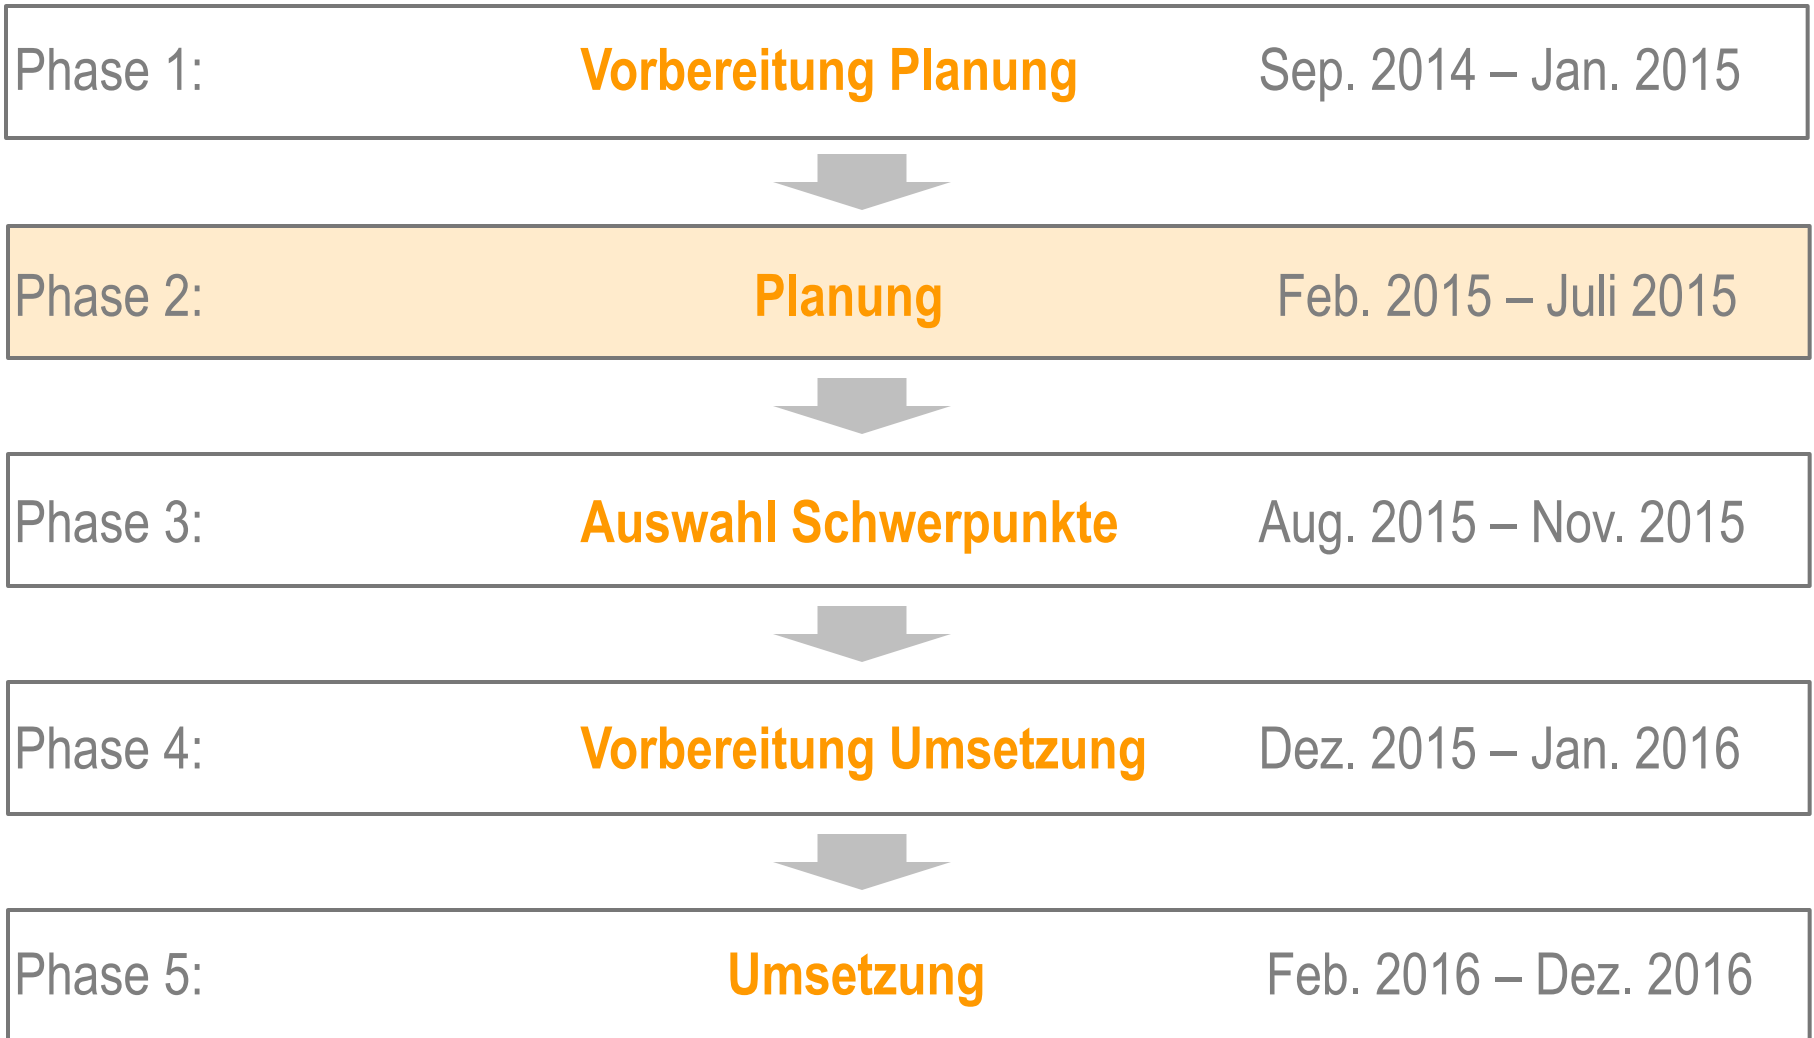 Phase 1: Vorbereitung Planung Sep. 2014 – Jan. 2015
Phase 2: Planung Feb. 2015 – Juli 2015
Phase 3: Auswahl Schwerpunkte Aug. 2015 – Nov. 2015
Phase 4: Vorbereitung Umsetzung Dez. 2015 – Jan. 2016
Phase 5: Umsetzung Feb. 2016 – Dez. 2016